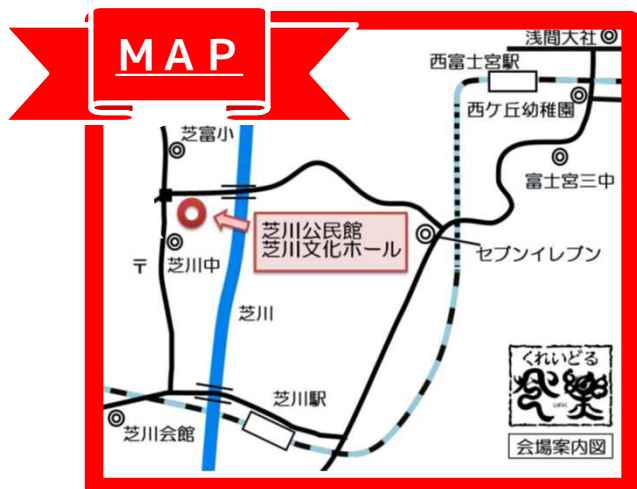 MAP
浅間大社
西富士宮駅
西ケ丘幼稚園
芝富小
富士宮三中
芝川公民館
芝川文化ホール
セブンイレブン
〒
芝川中
芝川
芝川駅
芝川会館
くれいどる
会場案内図